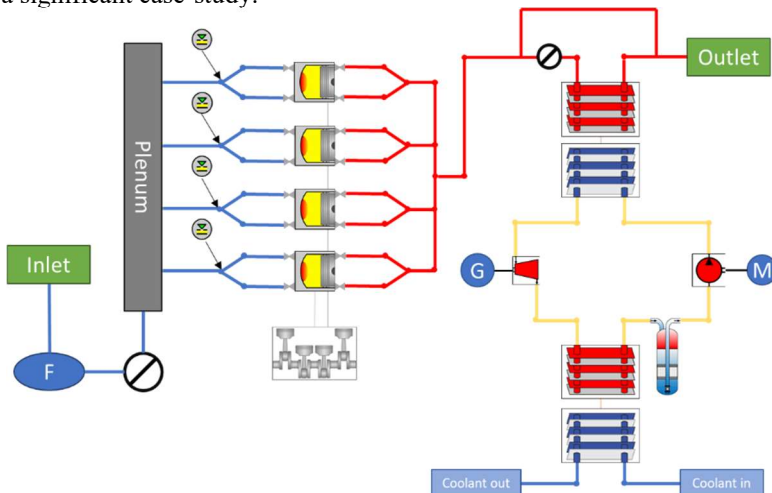 a significant case-study.
Outlet
Plenum
Inlet
G
M
F
Coolant out
Coolant in